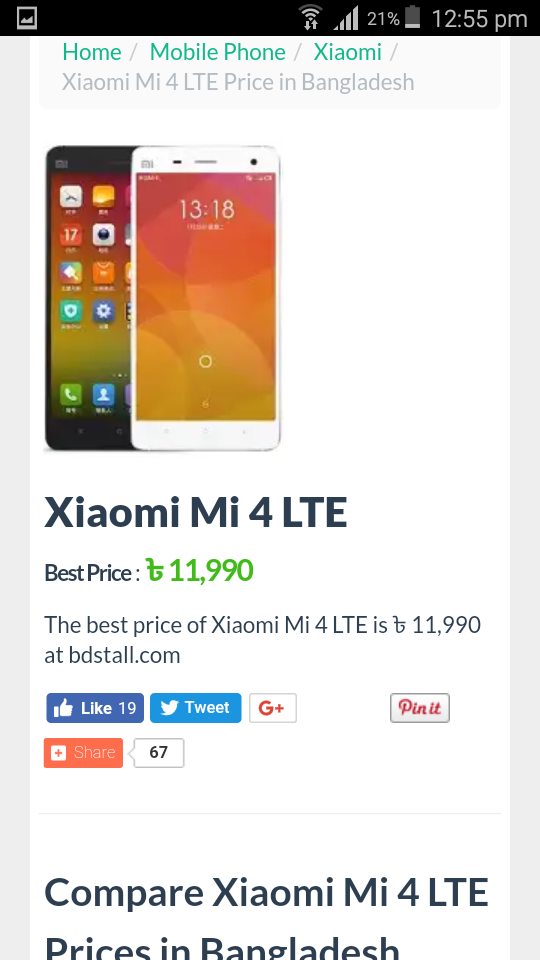 21% 12:55 pm
Home / Mobile Phone / Xiaomi /
Xiaomi Mi 4 LTE Price in Bangladesh
13:18
17
Xiaomi Mi 4 LTE
Best Price : ৳ 11,990
The best price of Xiaomi Mi 4 LTE is ৳ 11,990
at bdstall.com
Like 19 Tweet G+ Pin it
Share 67
Compare Xiaomi Mi 4 LTE
Prices in Bangladesh